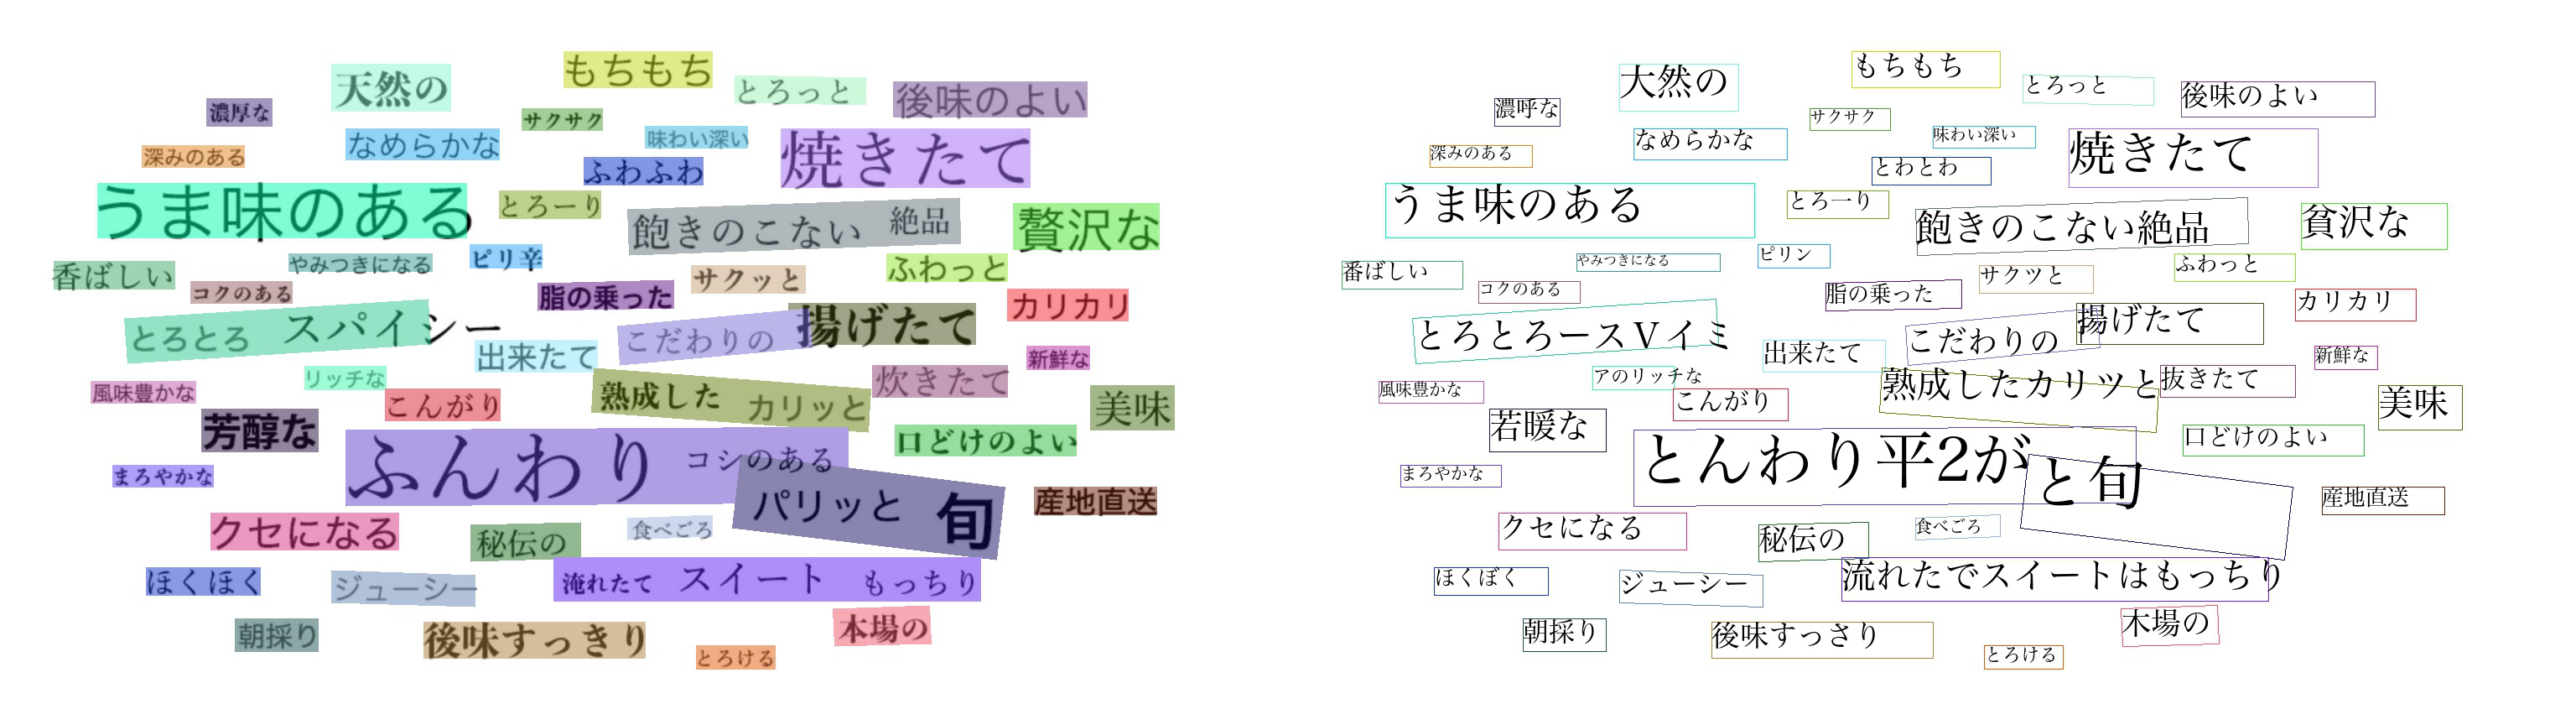 もちもち
天然の
とろっと
後味のよい
濃厚な
サクサク
なめらかな
味わい深い
焼きたて
深みのある
ふわふわ
うま味のある
とろーり
飽きのこない 絶品
贅沢な
ピリ辛
やみつきになる
ふわっと
香ばしい
サクッと
コクのある
脂の乗った
カリカリ
とろとろ スパイシー
こだわりの
揚げたて
出来たて
新鮮な
リッチな
炊きたて
風味豊かな
熟成した カリッと
こんがり
美味
芳醇な
口どけのよい
ふんわり コシのある
まろやかな
パリッと 旬
産地直送
クセになる
秘伝の
食べごろ
ほくほく
ジューシー
淹れたて スイート もっちり
朝採り
後味すっきり
本場の
とろける
もちもち
大然の
とろっと
後味のよい
濃呼な
サクサク
なめらかな
味わい深い
焼きたて
深みのある
とわとわ
うま味のある
とろ一り
飽きのこない絶品
貧沢な
ピリン
やみつきになる
ふわっと
番ばしい
サクツと
コクのある
脂の乗った
カリカリ
とろとろースVイミ
こだわりの
揚げたて
出来たて
新鮮な
アのリッチな
抜きたて
風味豊かな
熟成したカリッと
こんがり
美味
若暖な
口どけのよい
とんわり平2が
まろやかな
と旬
産地直送
クセになる
秘伝の
食べごろ
ほくぼく
ジューシー
流れたでスイートはもっちり
朝採り
後味すっさり
木場の
とろける